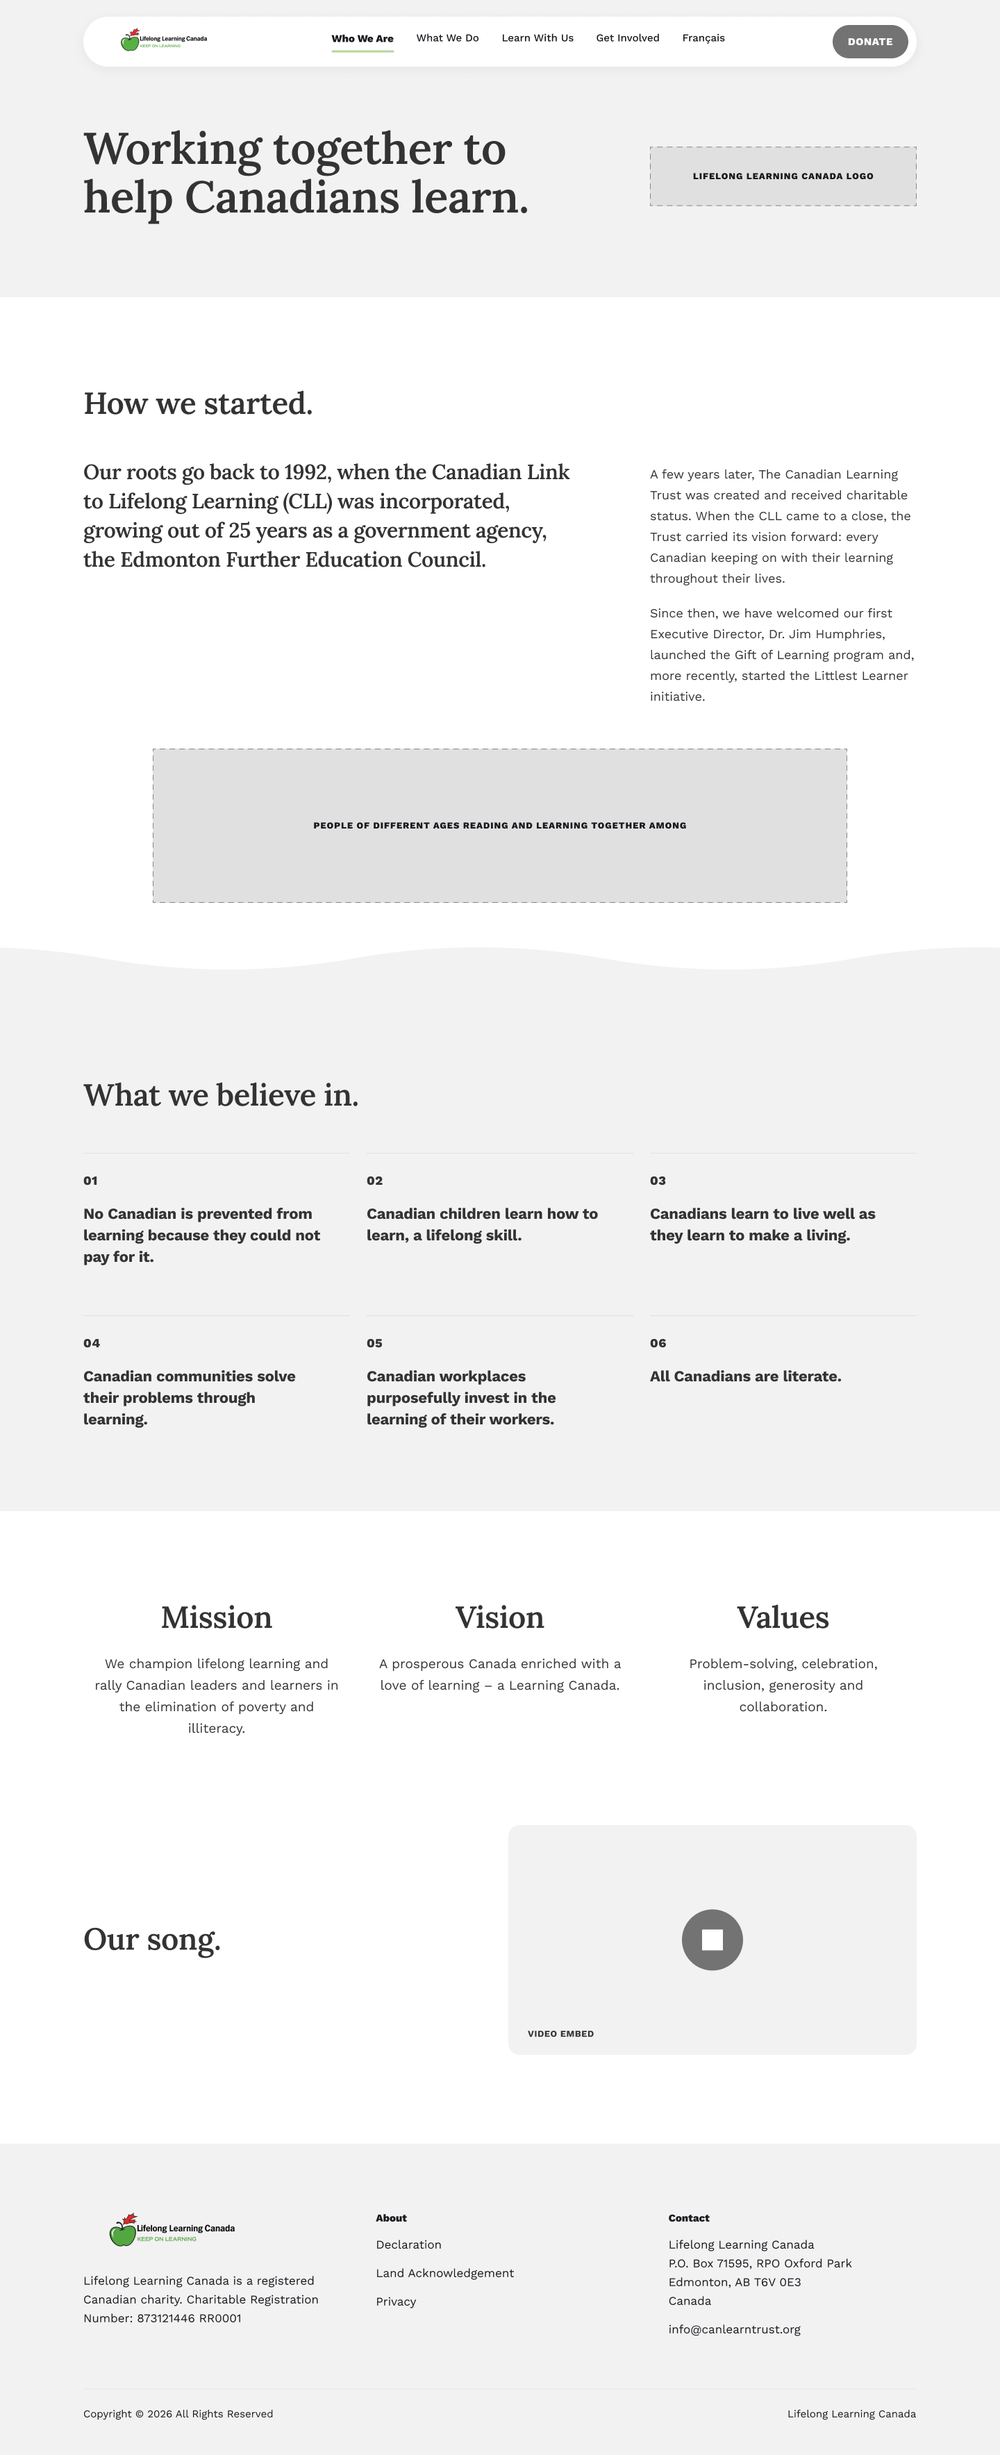 Lifelong Learning Canada
KEEP ON LEARNING
Who We Are
What We Do
Learn With Us
Get Involved
Français
DONATE
Working together to
help Canadians learn.
LIFELONG LEARNING CANADA LOGO
How we started.
Our roots go back to 1992, when the Canadian Link
to Lifelong Learning (CLL) was incorporated,
growing out of 25 years as a government agency,
the Edmonton Further Education Council.
A few years later, The Canadian Learning
Trust was created and received charitable
status. When the CLL came to a close, the
Trust carried its vision forward: every
Canadian keeping on with their learning
throughout their lives.
Since then, we have welcomed our first
Executive Director, Dr. Jim Humphries,
launched the Gift of Learning program and,
more recently, started the Littlest Learner
initiative.
PEOPLE OF DIFFERENT AGES READING AND LEARNING TOGETHER AMONG
What we believe in.
01
No Canadian is prevented from
learning because they could not
pay for it.
02
Canadian children learn how to
learn, a lifelong skill.
03
Canadians learn to live well as
they learn to make a living.
04
Canadian communities solve
their problems through
learning.
05
Canadian workplaces
purposefully invest in the
learning of their workers.
06
All Canadians are literate.
Mission
We champion lifelong learning and
rally Canadian leaders and learners in
the elimination of poverty and
illiteracy.
Vision
A prosperous Canada enriched with a
love of learning – a Learning Canada.
Values
Problem-solving, celebration,
inclusion, generosity and
collaboration.
Our song.
VIDEO EMBED
Lifelong Learning Canada
KEEP ON LEARNING
Lifelong Learning Canada is a registered
Canadian charity. Charitable Registration
Number: 873121446 RR0001
About
Declaration
Land Acknowledgement
Privacy
Contact
Lifelong Learning Canada
P.O. Box 71595, RPO Oxford Park
Edmonton, AB T6V 0E3
Canada
info@canlearntrust.org
Copyright © 2026 All Rights Reserved
Lifelong Learning Canada